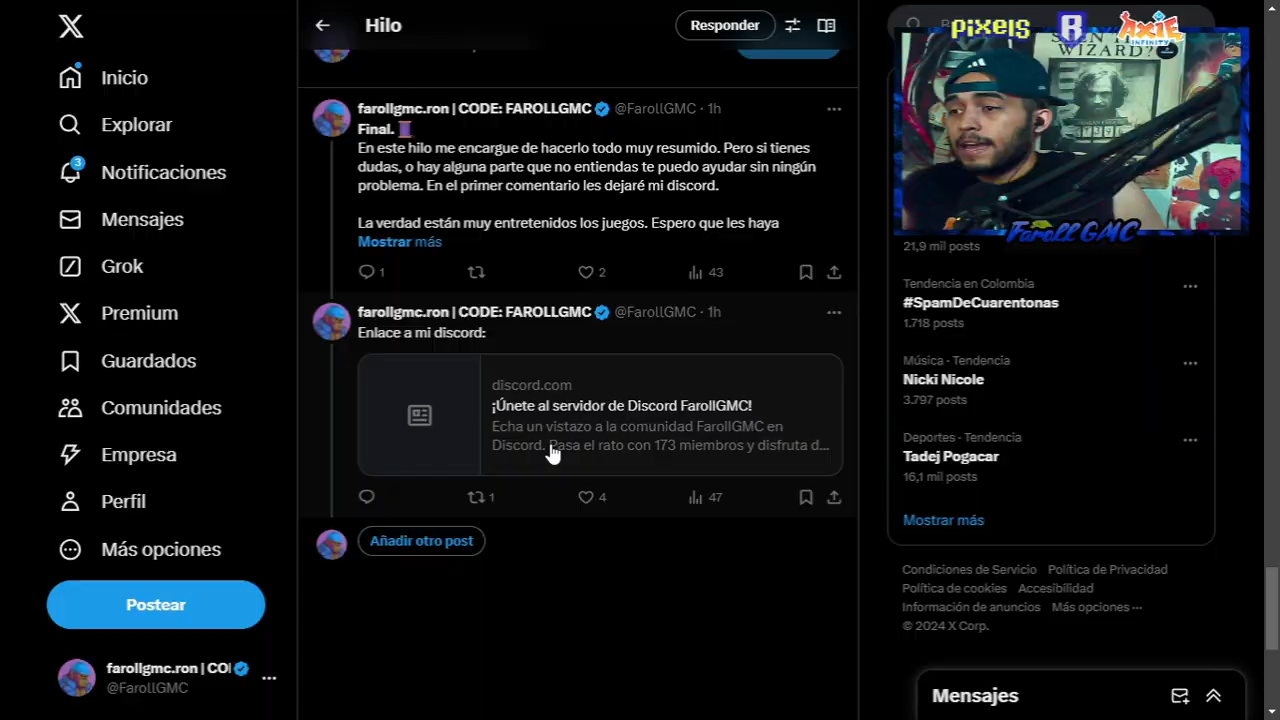 Hilo
Responder
Inicio
Explorar
3
Notificaciones
Mensajes
Grok
Premium
Guardados
Comunidades
Empresa
Perfil
Más opciones
Postear
farollgmc.ron | COI
@FarollGMC
farollgmc.ron | CODE: FAROLLGMC @FarollGMC · 1h
Final.
En este hilo me encargue de hacerlo todo muy resumido. Pero si tienes
dudas, o hay alguna parte que no entiendas te puedo ayudar sin ningún
problema. En el primer comentario les dejaré mi discord.
La verdad están muy entretenidos los juegos. Espero que les haya
Mostrar más
1
2
43
farollgmc.ron | CODE: FAROLLGMC @FarollGMC · 1h
Enlace a mi discord:
discord.com
¡Únete al servidor de Discord FarollGMC!
Echa un vistazo a la comunidad FarollGMC en
Discord. Pasa el rato con 173 miembros y disfruta d...
1
4
47
Añadir otro post
pixels
AXIE
INFINITY
WIZARD?
FarollGMC
21,9 mil posts
Tendencia en Colombia
#SpamDeCuarentonas
1.718 posts
Música · Tendencia
Nicki Nicole
3.797 posts
Deportes · Tendencia
Tadej Pogacar
16,1 mil posts
Mostrar más
Condiciones de Servicio Política de Privacidad
Política de cookies Accesibilidad
Información de anuncios Más opciones ···
© 2024 X Corp.
Mensajes